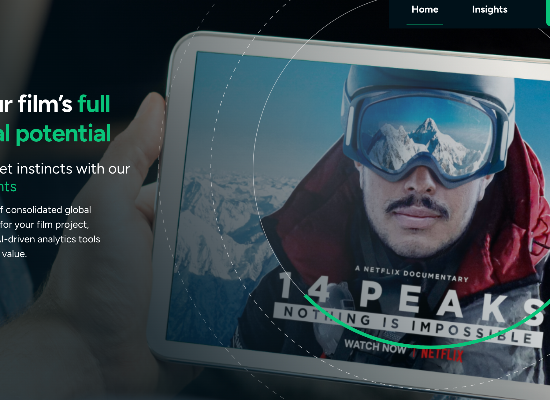 Home Insights
ur film's full
al potential
et instincts with our
nts
f consolidated global
for your film project,
AI-driven analytics tools
value.
A NETFLIX DOCUMENTARY
14 PEAKS
NOTHING IS IMPOSSIBLE
WATCH NOW NETFLIX